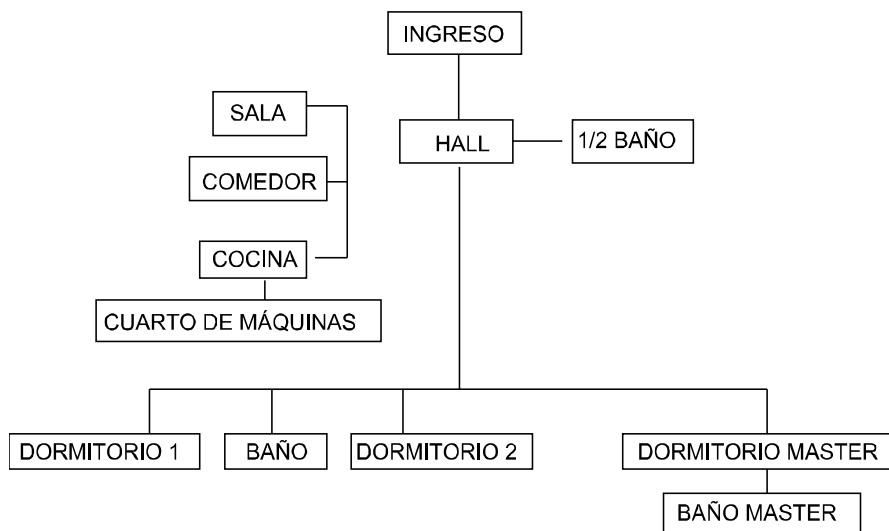 INGRESO
SALA
HALL
1/2 BAÑO
COMEDOR
COCINA
CUARTO DE MÁQUINAS
DORMITORIO 1
BAÑO
DORMITORIO 2
DORMITORIO MASTER
BAÑO MASTER